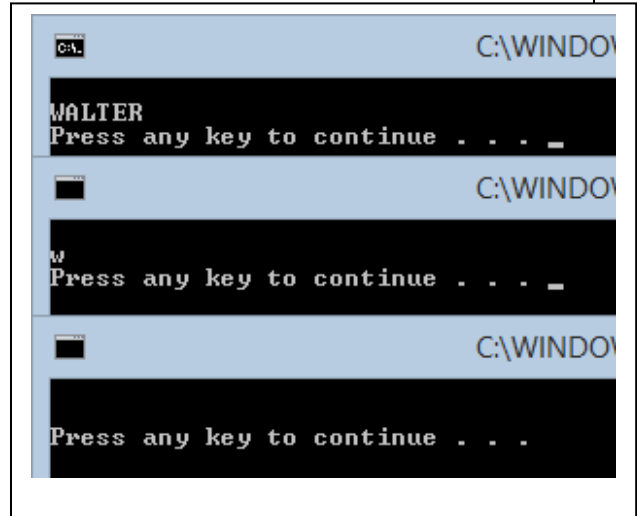 C:\WINDOW
WALTER
Press any key to continue . . . _
C:\WINDOW
w
Press any key to continue . . . _
C:\WINDOW
Press any key to continue . . .